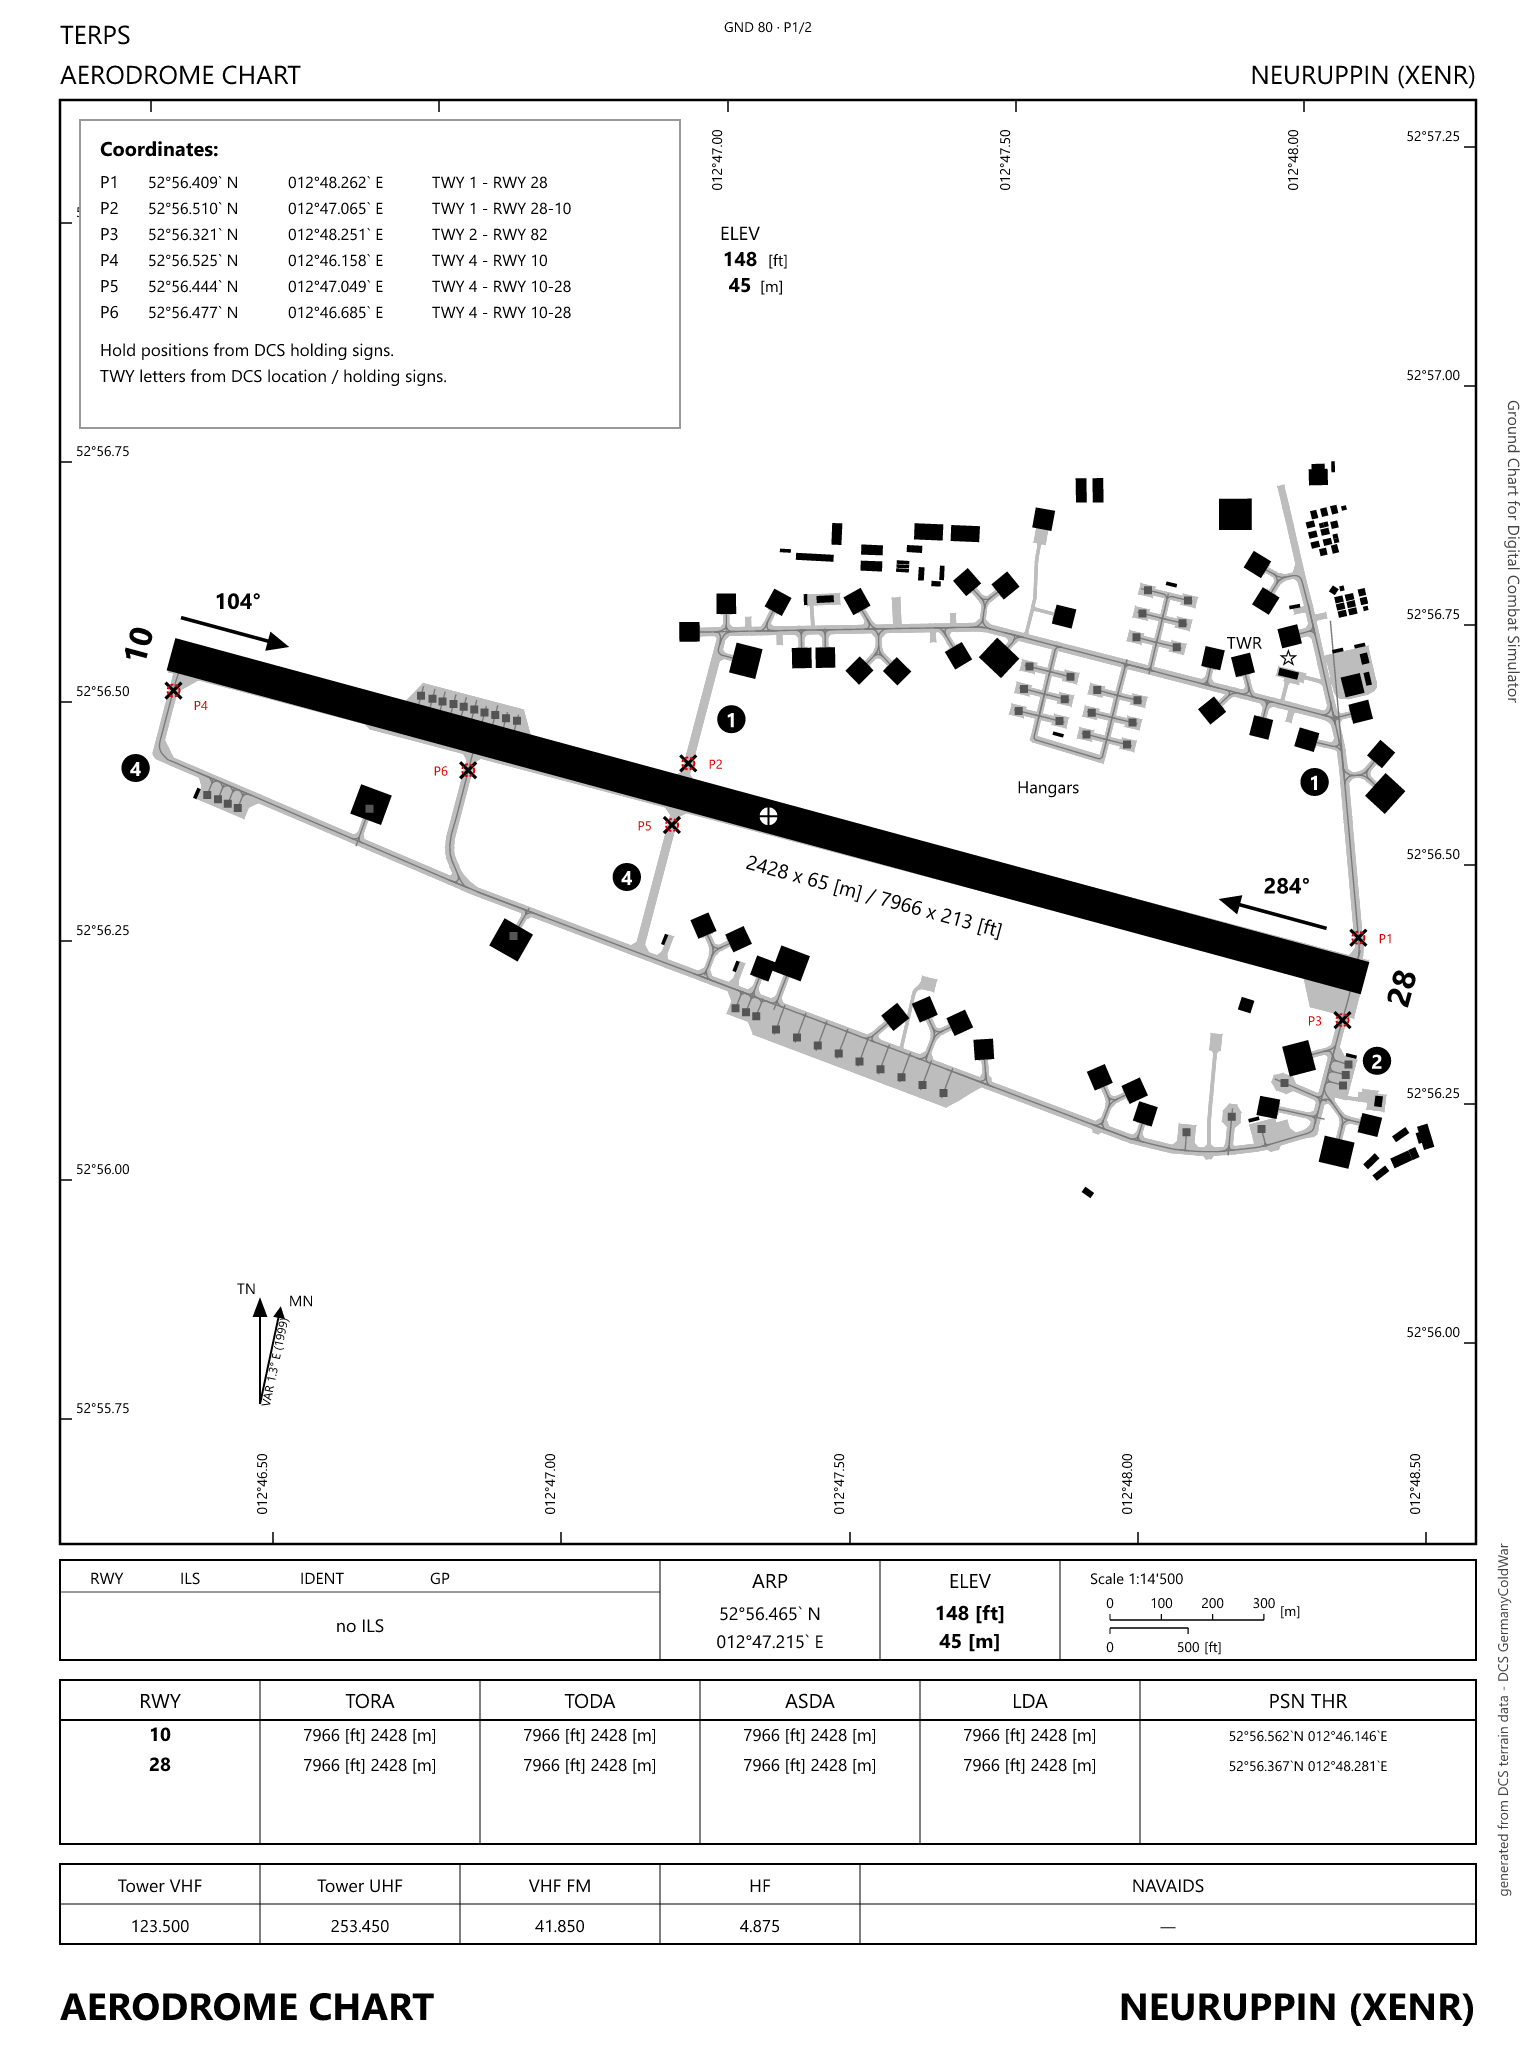 GND 80 · P1/2
TERPS
AERODROME CHART
NEURUPPIN (XENR)
Coordinates:
P1 52°56.409` N 012°48.262` E TWY 1 - RWY 28
P2 52°56.510` N 012°47.065` E TWY 1 - RWY 28-10
P3 52°56.321` N 012°48.251` E TWY 2 - RWY 82
P4 52°56.525` N 012°46.158` E TWY 4 - RWY 10
P5 52°56.444` N 012°47.049` E TWY 4 - RWY 10-28
P6 52°56.477` N 012°46.685` E TWY 4 - RWY 10-28
Hold positions from DCS holding signs.
TWY letters from DCS location / holding signs.
012°47.00
012°47.50
012°48.00
52°57.25
ELEV
148 [ft]
45 [m]
52°57.00
52°56.75
52°56.75
104°
10
TWR
52°56.50
P4
1
P2
4
P6
Hangars
1
P5
52°56.50
2428 x 65 [m] / 7966 x 213 [ft]
4
284°
52°56.25
P1
28
P3
2
52°56.25
52°56.00
TN
MN
VAR 1.3° E (1999)
52°56.00
52°55.75
012°46.50
012°47.00
012°47.50
012°48.00
012°48.50
Ground Chart for Digital Combat Simulator
generated from DCS terrain data - DCS GermanyColdWar
RWY ILS IDENT GP
no ILS
ARP
52°56.465` N
012°47.215` E
ELEV
148 [ft]
45 [m]
Scale 1:14'500
0 100 200 300 [m]
0 500 [ft]
RWY TORA TODA ASDA LDA PSN THR
10 7966 [ft] 2428 [m] 7966 [ft] 2428 [m] 7966 [ft] 2428 [m] 7966 [ft] 2428 [m] 52°56.562`N 012°46.146`E
28 7966 [ft] 2428 [m] 7966 [ft] 2428 [m] 7966 [ft] 2428 [m] 7966 [ft] 2428 [m] 52°56.367`N 012°48.281`E
Tower VHF Tower UHF VHF FM HF NAVAIDS
123.500 253.450 41.850 4.875 —
AERODROME CHART
NEURUPPIN (XENR)